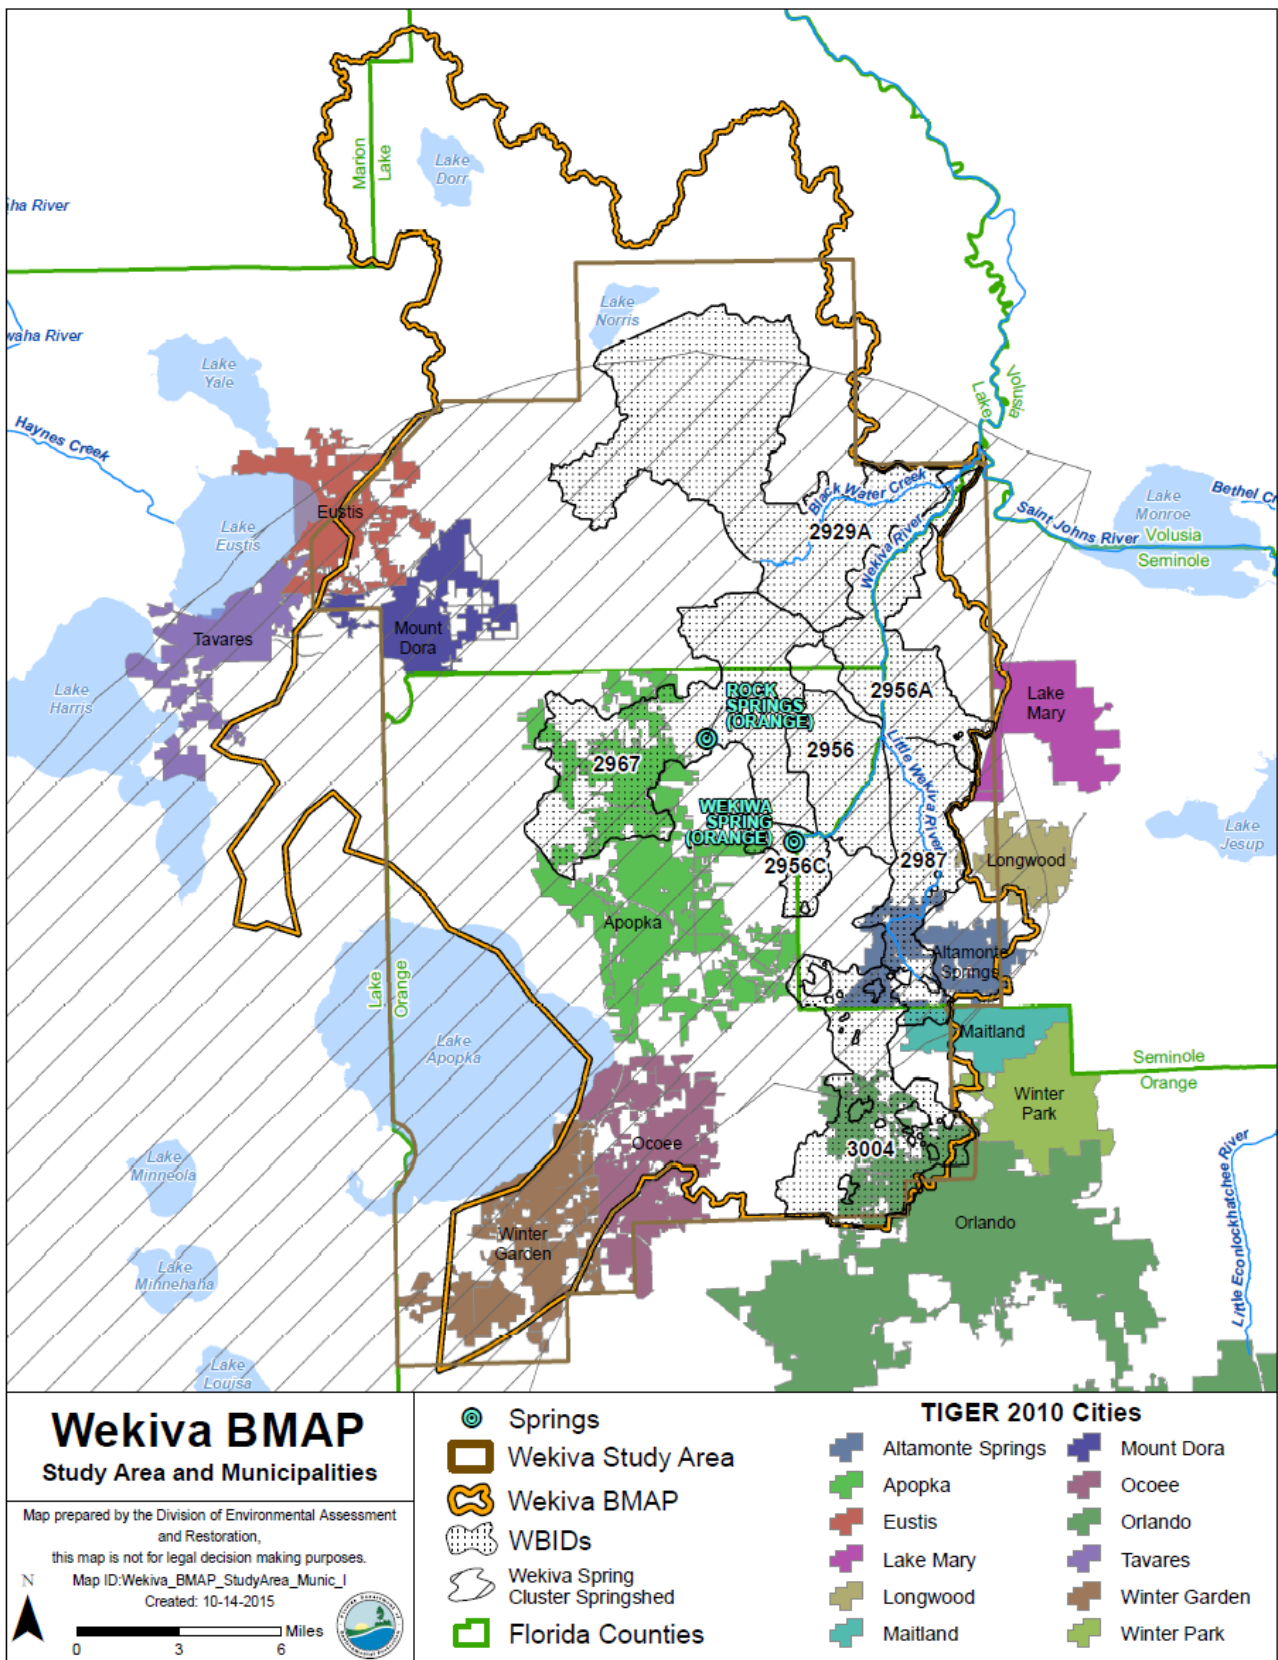 Marion
Lake
Lake
Dorr
ha River
waha River
Lake
Norris
Lake
Yale
Haynes Creek
Volusia
Lake
Eustis
Lake
Eustis
Black Water Creek
2929A
Wekiva River
Saint Johns River
Lake
Monroe
Bethel Cr
Volusia
Seminole
Tavares
Mount
Dora
Lake
Harris
ROCK
SPRINGS
(ORANGE)
2956A
Lake
Mary
2956
2967
Little Wekiva River
WEKIWA
SPRING
(ORANGE)
2956C
2987
Longwood
Lake
Jesup
Apopka
Altamonte
Springs
Lake
Orange
Lake
Apopka
Maitland
Seminole
Orange
Winter
Park
Ocoee
3004
Lake
Minneola
Orlando
Winter
Garden
Lake
Minnehaha
Little Econlockhatchee River
Lake
Louisa
Wekiva BMAP
Study Area and Municipalities
Map prepared by the Division of Environmental Assessment
and Restoration,
this map is not for legal decision making purposes.
Map ID:Wekiva_BMAP_StudyArea_Munic_l
Created: 10-14-2015
N
Miles
0 3 6
Springs
Wekiva Study Area
Wekiva BMAP
WBIDs
Wekiva Spring
Cluster Springshed
Florida Counties
TIGER 2010 Cities
Altamonte Springs
Apopka
Eustis
Lake Mary
Longwood
Maitland
Mount Dora
Ocoee
Orlando
Tavares
Winter Garden
Winter Park